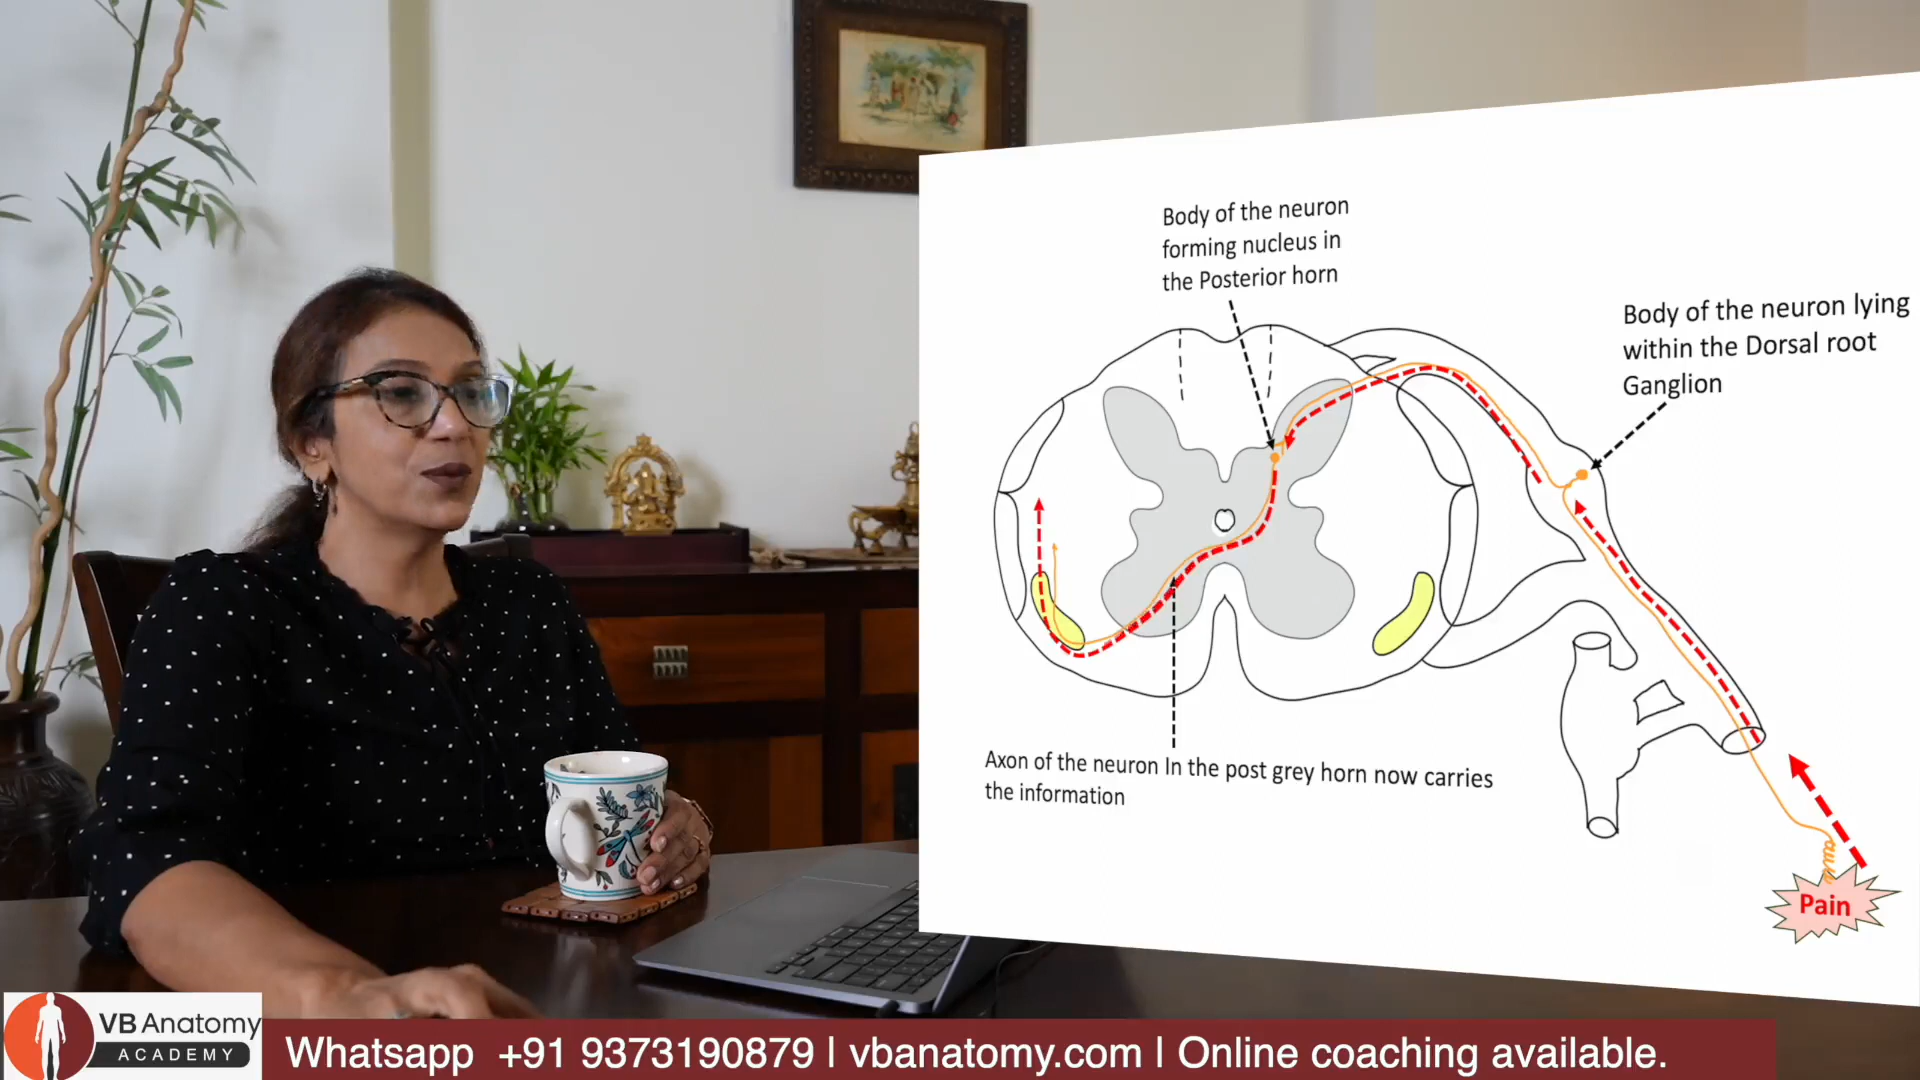 Body of the neuron
forming nucleus in
the Posterior horn
Body of the neuron lying
within the Dorsal root
Ganglion
Axon of the neuron In the post grey horn now carries
the information
Pain
VB Anatomy
ACADEMY
Whatsapp +91 9373190879 | vbanatomy.com | Online coaching available.